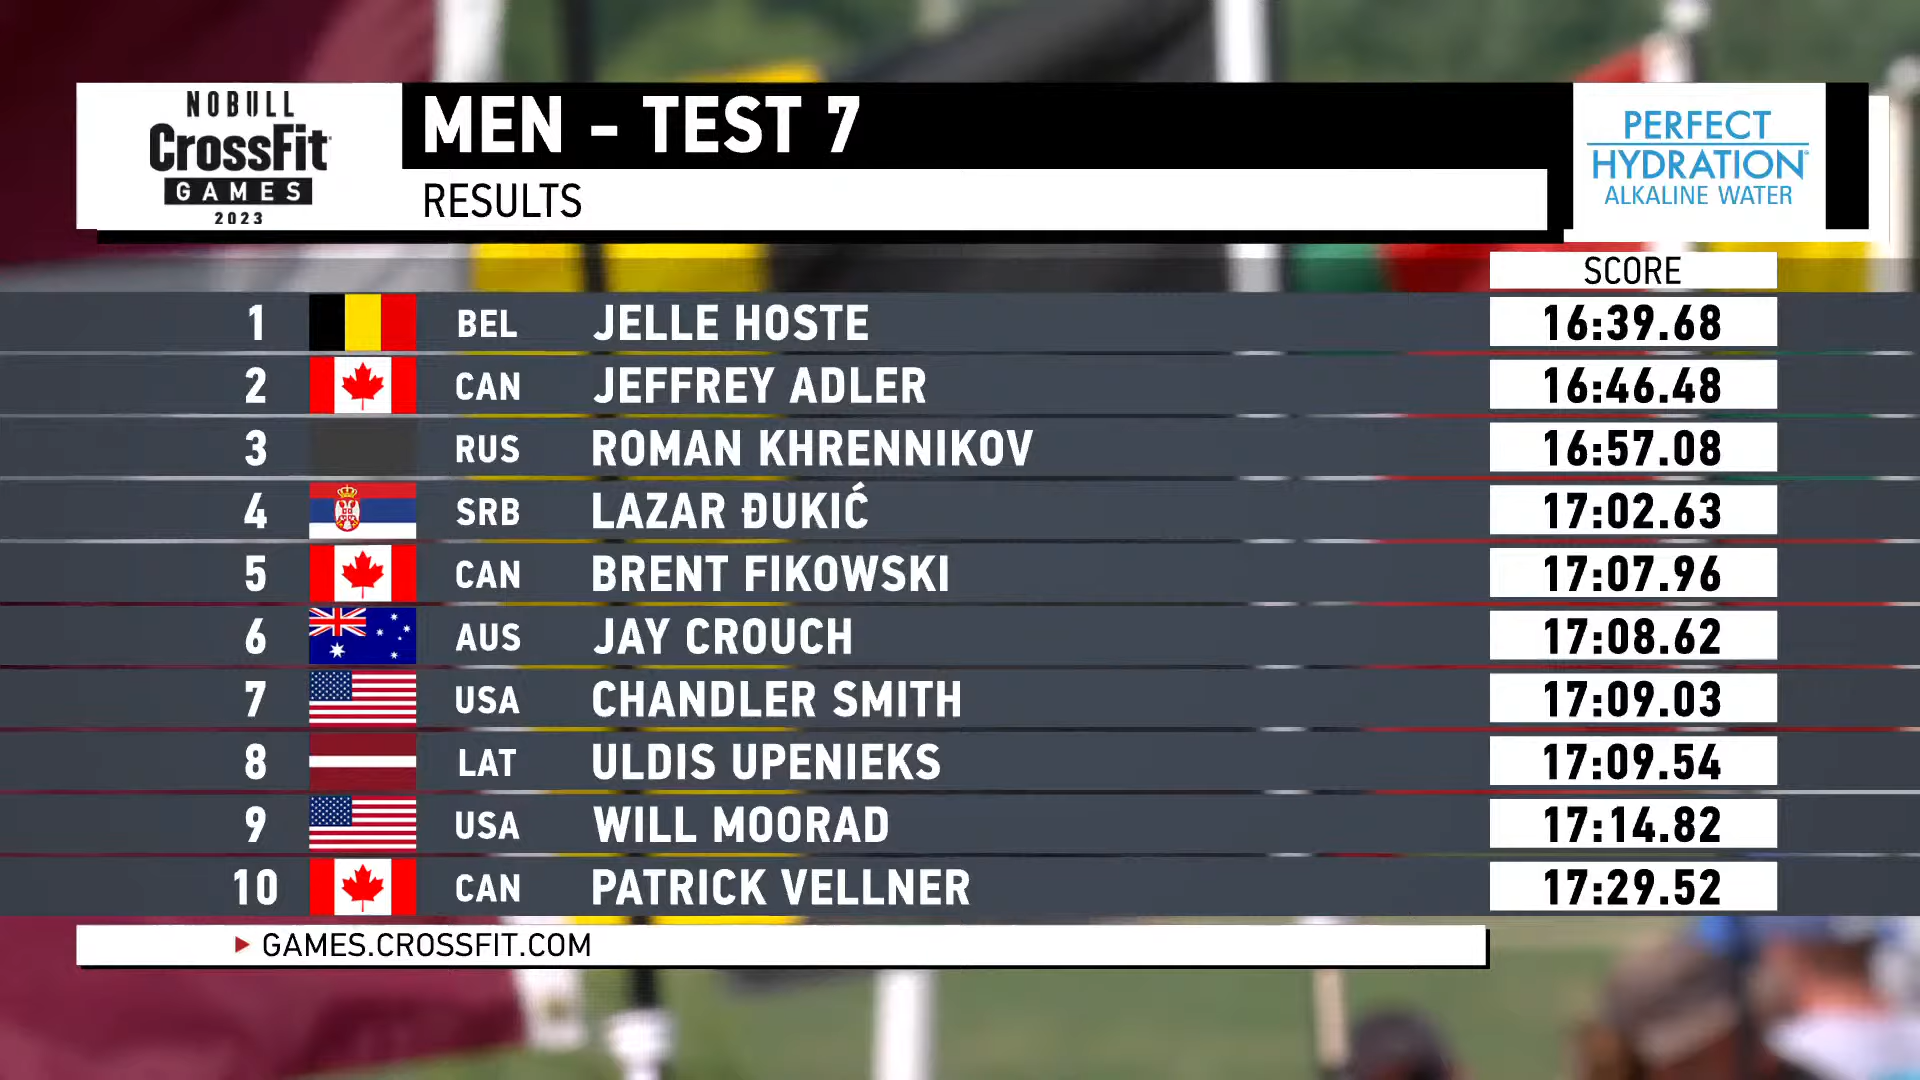 NOBULL
CrossFit
GAMES
2023
MEN - TEST 7
RESULTS
PERFECT
HYDRATION
ALKALINE WATER
SCORE
1 BEL JELLE HOSTE 16:39.68
2 CAN JEFFREY ADLER 16:46.48
3 RUS ROMAN KHRENNIKOV 16:57.08
4 SRB LAZAR ĐUKIĆ 17:02.63
5 CAN BRENT FIKOWSKI 17:07.96
6 AUS JAY CROUCH 17:08.62
7 USA CHANDLER SMITH 17:09.03
8 LAT ULDIS UPENIEKS 17:09.54
9 USA WILL MOORAD 17:14.82
10 CAN PATRICK VELLNER 17:29.52
GAMES.CROSSFIT.COM